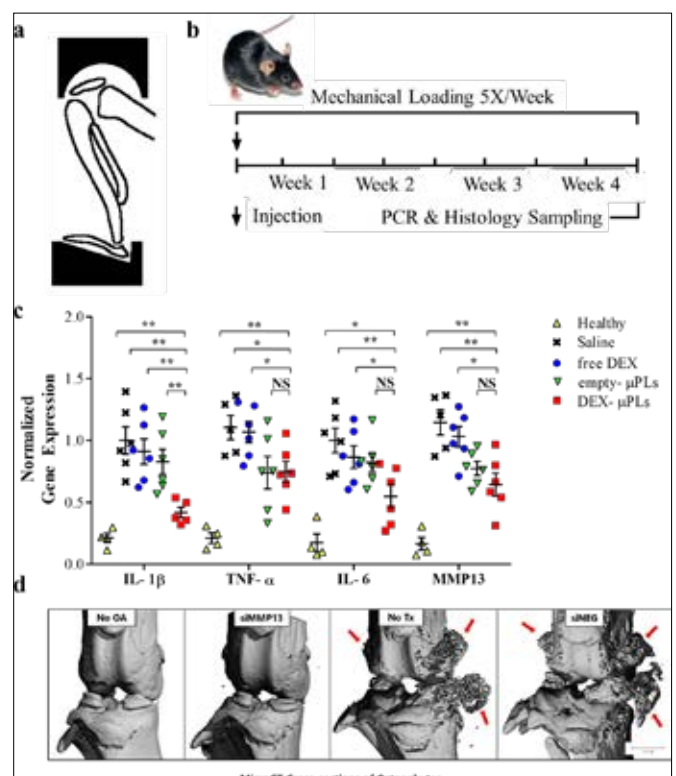 a
b
Mechanical Loading 5X/Week
Week 1 Week 2 Week 3 Week 4
Injection PCR & Histology Sampling
c
Normalized
Gene Expression
2.0
1.5
1.0
0.5
0.0
** ** * **
** * ** **
** * * *
** NS NS NS
IL- 1β TNF- α IL- 6 MMP13
Healthy
Saline
free DEX
empty- μPLs
DEX- μPLs
d
No OA siMMP13 No Tx siNEG